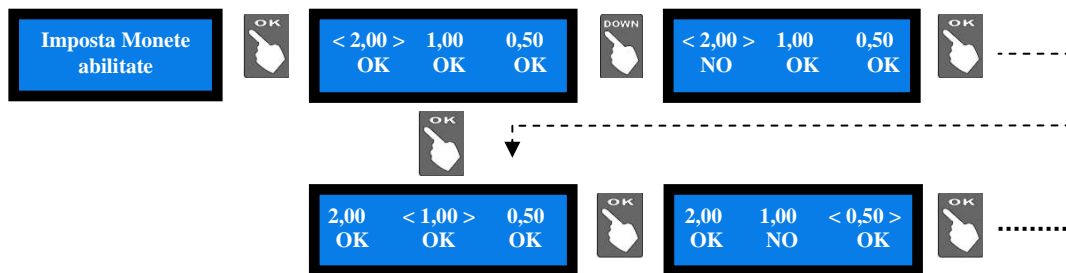 Imposta Monete
abilitate
OK
< 2,00 > 1,00 0,50
OK OK OK
DOWN
< 2,00 > 1,00 0,50
NO OK OK
OK
OK
2,00 < 1,00 > 0,50
OK OK OK
OK
2,00 1,00 < 0,50 >
OK NO OK
OK